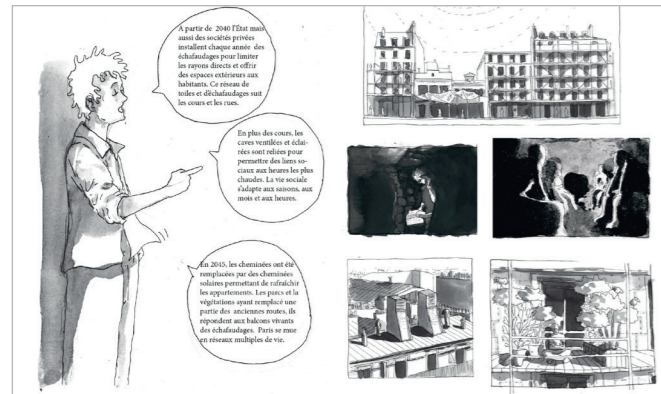 A partir de 2040 l'État mais
aussi des sociétés privées
installent chaque année des
échafaudages pour limiter
les rayons directs et offrir
des espaces extérieurs aux
habitants. Ce réseau de
toiles et d'échafaudages suit
les cours et les rues.
En plus des cours, les
caves ventilées et éclai-
rées sont reliées pour
permettre des liens so-
ciaux aux heures les plus
chaudes. La vie sociale
s'adapte aux saisons, aux
mois et aux heures.
En 2045, les cheminées ont été
remplacées par des cheminées
solaires permettant de rafraichir
les appartements. Les parcs et la
végétations ayant remplacé une
partie des anciennes routes, ils
répondent aux balcons vivants
des échafaudages. Paris se mue
en réseaux multiples de vie.